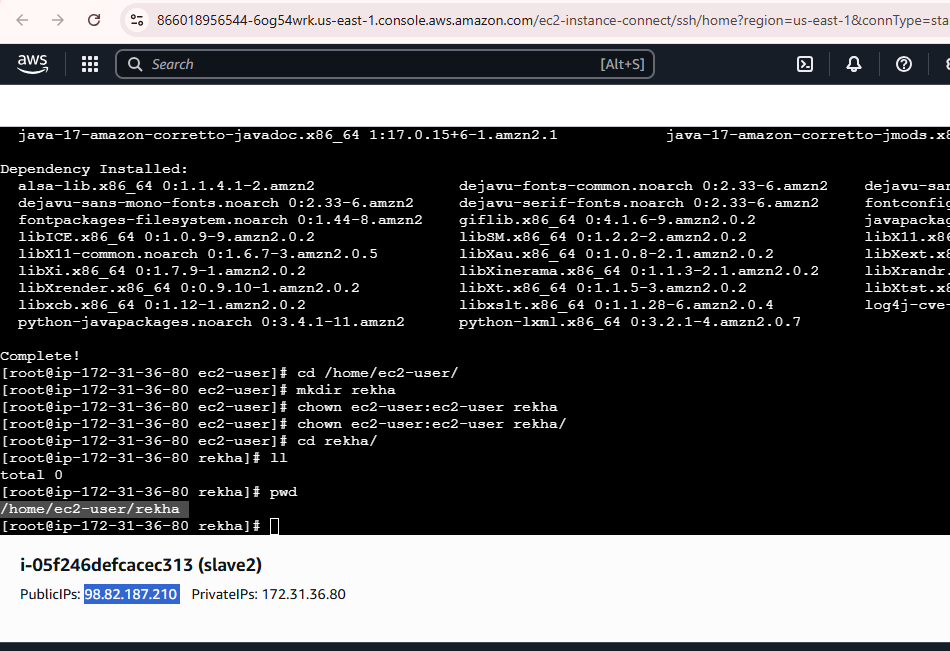 866018956544-6og54wrk.us-east-1.console.aws.amazon.com/ec2-instance-connect/ssh/home?region=us-east-1&connType=sta
aws Search [Alt+S]
java-17-amazon-corretto-javadoc.x86_64 1:17.0.15+6-1.amzn2.1 java-17-amazon-corretto-jmods.x8
Dependency Installed:
alsa-lib.x86_64 0:1.1.4.1-2.amzn2 dejavu-fonts-common.noarch 0:2.33-6.amzn2 dejavu-san
dejavu-sans-mono-fonts.noarch 0:2.33-6.amzn2 dejavu-serif-fonts.noarch 0:2.33-6.amzn2 fontconfig
fontpackages-filesystem.noarch 0:1.44-8.amzn2 giflib.x86_64 0:4.1.6-9.amzn2.0.2 javapackag
libICE.x86_64 0:1.0.9-9.amzn2.0.2 libSM.x86_64 0:1.2.2-2.amzn2.0.2 libX11.x86
libX11-common.noarch 0:1.6.7-3.amzn2.0.5 libXau.x86_64 0:1.0.8-2.1.amzn2.0.2 libXext.x8
libXi.x86_64 0:1.7.9-1.amzn2.0.2 libXinerama.x86_64 0:1.1.3-2.1.amzn2.0.2 libXrandr.
libXrender.x86_64 0:0.9.10-1.amzn2.0.2 libXt.x86_64 0:1.1.5-3.amzn2.0.2 libXtst.x8
libxcb.x86_64 0:1.12-1.amzn2.0.2 libxslt.x86_64 0:1.1.28-6.amzn2.0.4 log4j-cve-
python-javapackages.noarch 0:3.4.1-11.amzn2 python-lxml.x86_64 0:3.2.1-4.amzn2.0.7
Complete!
[root@ip-172-31-36-80 ec2-user]# cd /home/ec2-user/
[root@ip-172-31-36-80 ec2-user]# mkdir rekha
[root@ip-172-31-36-80 ec2-user]# chown ec2-user:ec2-user rekha
[root@ip-172-31-36-80 ec2-user]# chown ec2-user:ec2-user rekha/
[root@ip-172-31-36-80 ec2-user]# cd rekha/
[root@ip-172-31-36-80 rekha]# ll
total 0
[root@ip-172-31-36-80 rekha]# pwd
/home/ec2-user/rekha
[root@ip-172-31-36-80 rekha]#
i-05f246defcacec313 (slave2)
PublicIPs: 98.82.187.210 PrivateIPs: 172.31.36.80